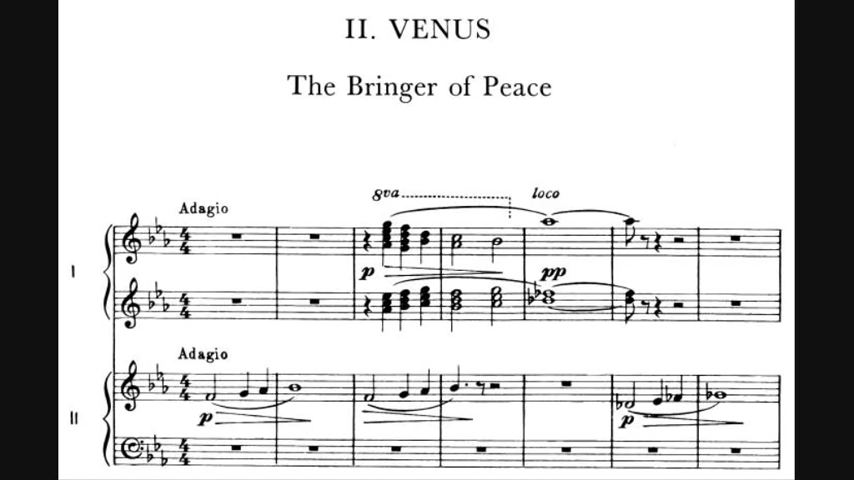 II. VENUS
The Bringer of Peace
8va loco
Adagio
I
p pp
Adagio
II
p p